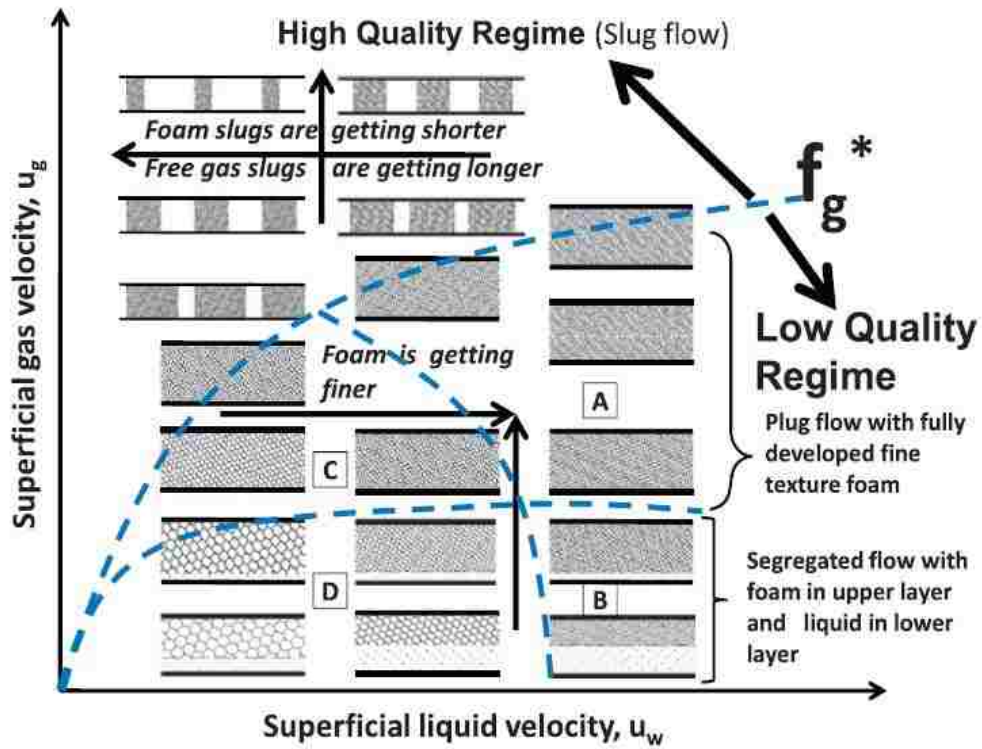 High Quality Regime (Slug flow)
Foam slugs are getting shorter
Free gas slugs are getting longer
f
g
*
Foam is getting
finer
Low Quality
Regime
Plug flow with fully
developed fine
texture foam
A
C
D
B
Segregated flow with
foam in upper layer
and liquid in lower
layer
Superficial gas velocity, ug
Superficial liquid velocity, uw